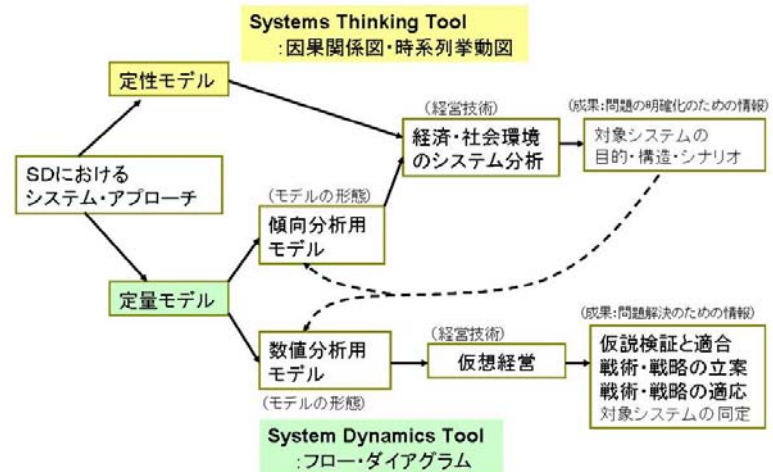 Systems Thinking Tool
:因果関係図・時系列挙動図
定性モデル
(経営技術)
(成果:問題の明確化のための情報)
経済・社会環境
のシステム分析
対象システムの
目的・構造・シナリオ
SDにおける
システム・アプローチ
(モデルの形態)
傾向分析用
モデル
定量モデル
(成果:問題解決のための情報)
数値分析用
モデル
(経営技術)
仮想経営
仮説検証と適合
戦術・戦略の立案
戦術・戦略の適応
対象システムの同定
(モデルの形態)
System Dynamics Tool
:フロー・ダイアグラム